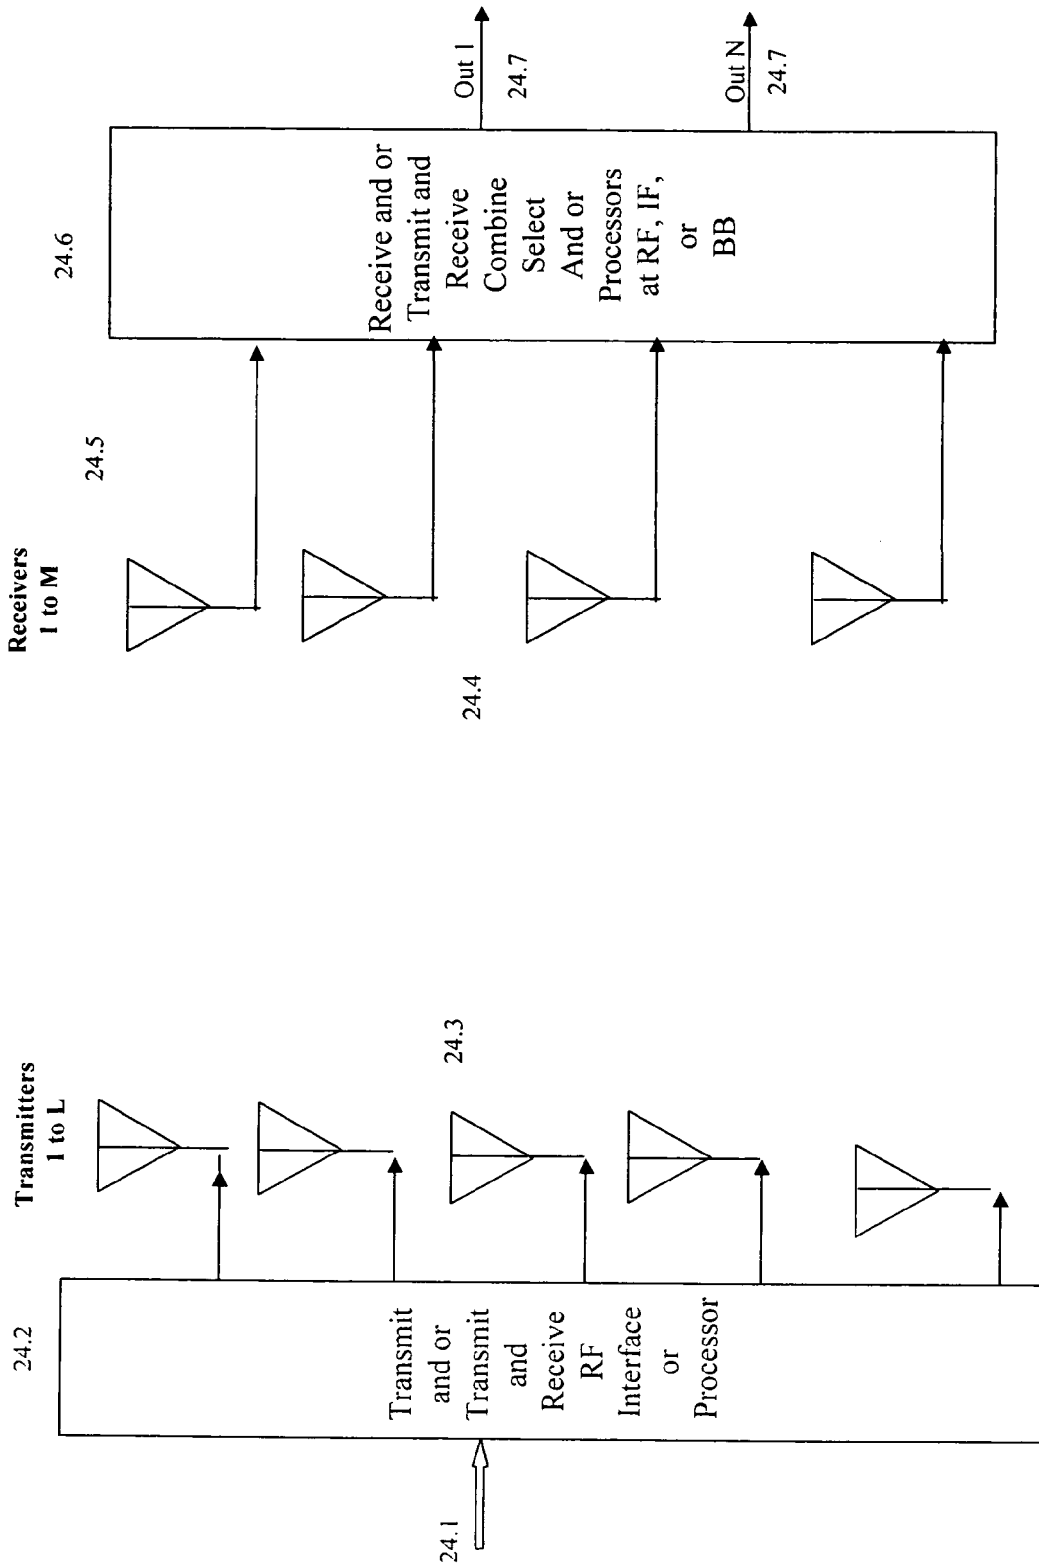 Transmitters
1 to L
Receivers
1 to M
24.1
24.2
Transmit
and or
Transmit
and
Receive
RF
Interface
or
Processor
24.3
24.4
24.5
24.6
Receive and or
Transmit and
Receive
Combine
Select
And or
Processors
at RF, IF,
or
BB
Out 1
24.7
Out N
24.7